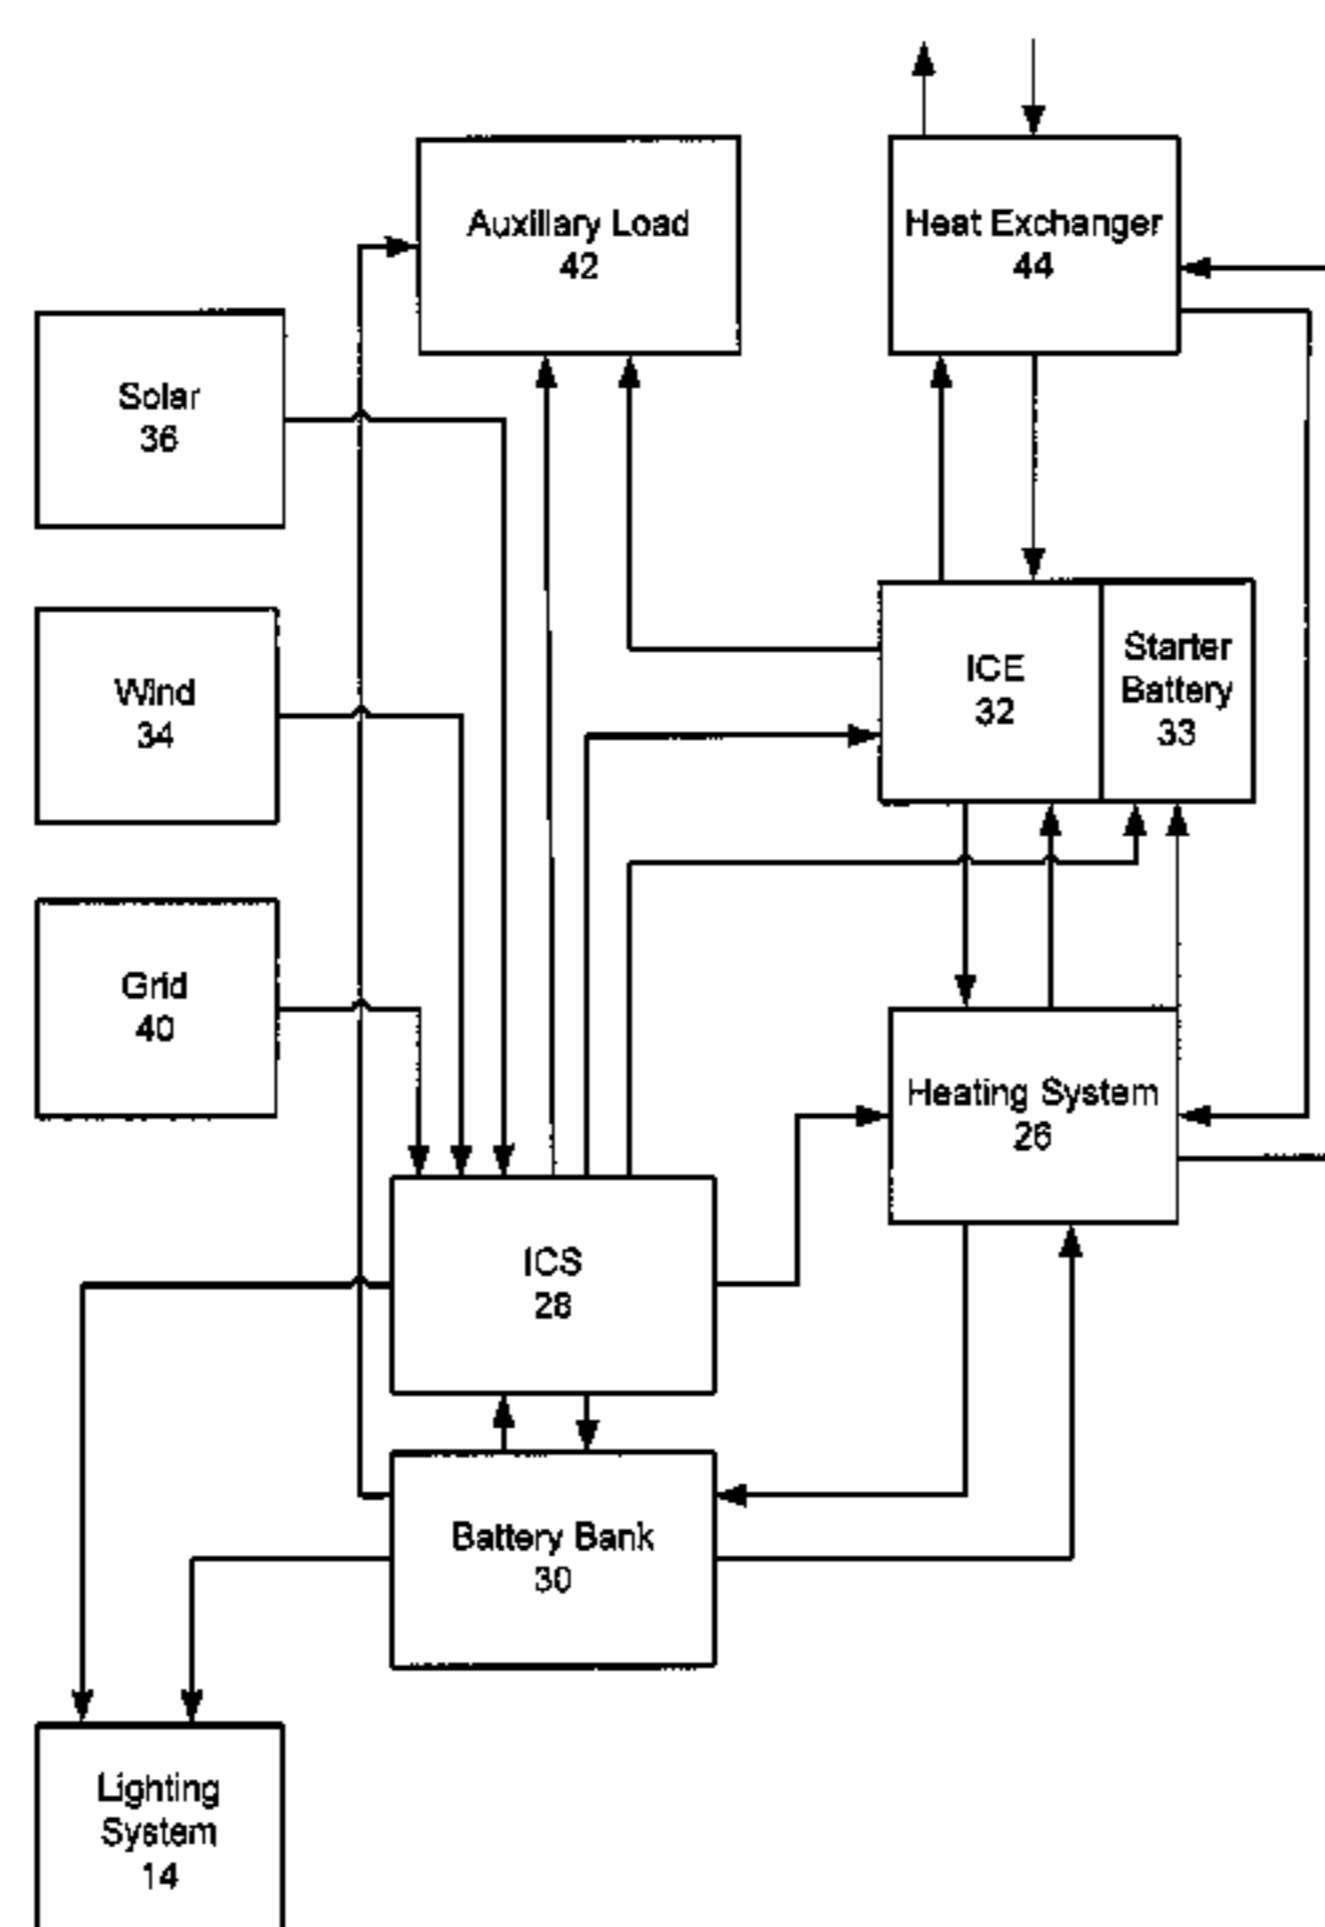 Auxillary Load
42
Heat Exchanger
44
Solar
36
Wind
34
ICE
32
Starter
Battery
33
Grid
40
Heating System
26
ICS
28
Battery Bank
30
Lighting
System
14